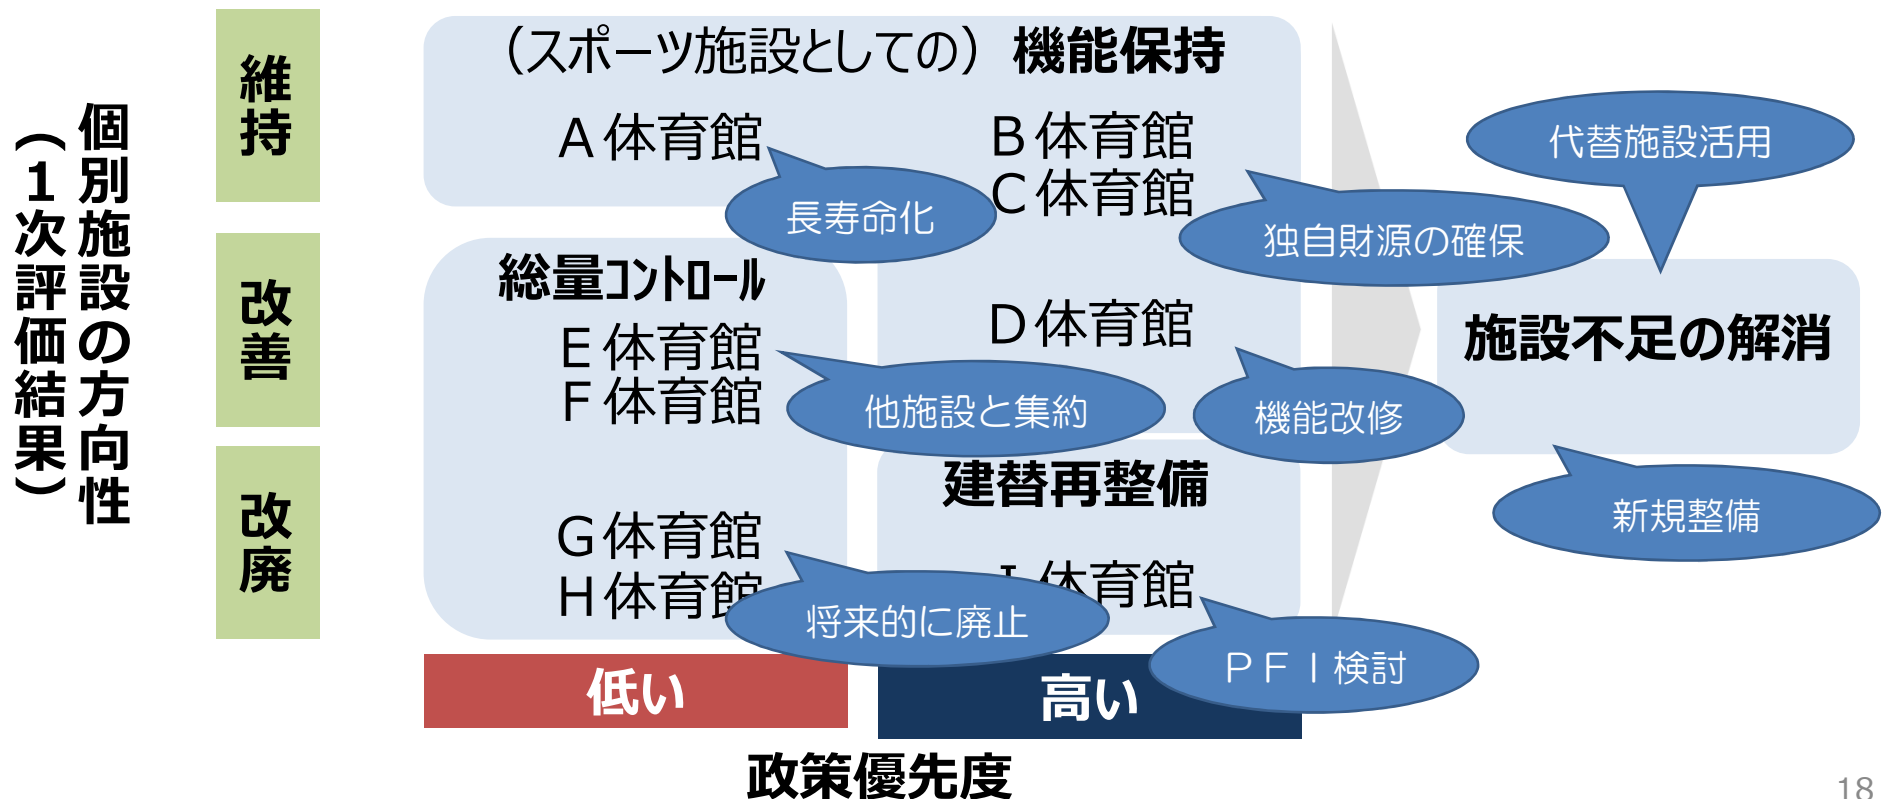 個別施設の方向性
（１次評価結果）
維持
改善
改廃
（スポーツ施設としての）機能保持
Ａ体育館
Ｂ体育館
Ｃ体育館
長寿命化
独自財源の確保
代替施設活用
総量コントロール
Ｅ体育館
Ｆ体育館
Ｄ体育館
他施設と集約
機能改修
施設不足の解消
新規整備
建替再整備
Ｇ体育館
Ｈ体育館
体育館
将来的に廃止
ＰＦＩ検討
低い
高い
政策優先度
18